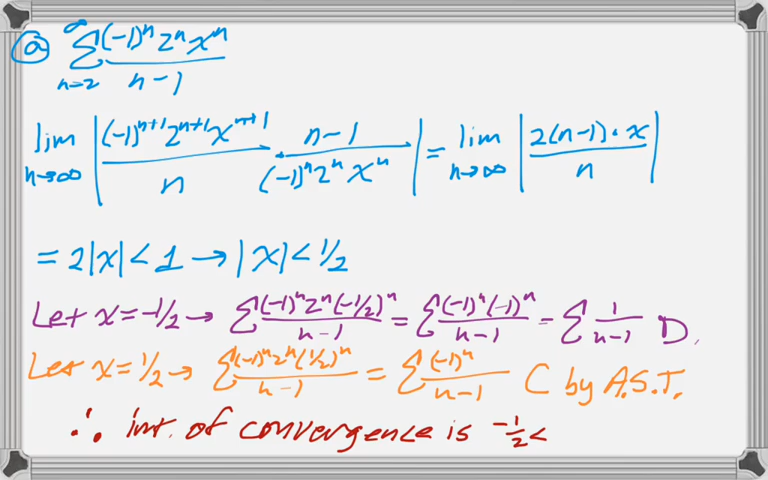 ⓐ ∞ Σ n=2 (-1)^n 2^n x^n / n-1
lim n→∞ | (-1)^{n+1} 2^{n+1} x^{n+1} / n · n-1 / (-1)^n 2^n x^n | = lim n→∞ | 2(n-1)·x / n |
= 2|x| < 1 → |x| < 1/2
Let x = -1/2 → Σ (-1)^n 2^n (-1/2)^n / n-1 = Σ (-1)^n (-1)^n / n-1 = Σ 1 / n-1 D.
Let x = 1/2 → Σ (-1)^n 2^n (1/2)^n / n-1 = Σ (-1)^n / n-1 C by A.S.T.
∴ int. of convergence is -1/2 <